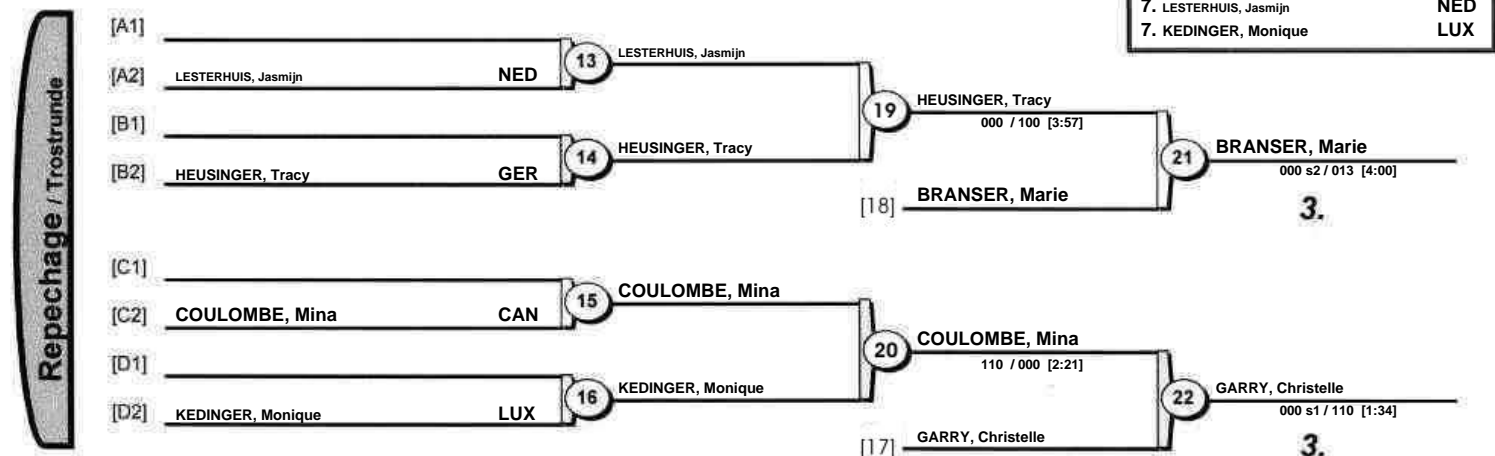 7. LESTERHUIS, Jasmijn NED
7. KEDINGER, Monique LUX
Repechage / Trostrunde
[A1]
[A2] LESTERHUIS, Jasmijn NED
13
LESTERHUIS, Jasmijn
[B1]
[B2] HEUSINGER, Tracy GER
14
HEUSINGER, Tracy
19
HEUSINGER, Tracy
000 / 100 [3:57]
[18] BRANSER, Marie
21
BRANSER, Marie
000 s2 / 013 [4:00]
3.
[C1]
[C2] COULOMBE, Mina CAN
15
COULOMBE, Mina
[D1]
[D2] KEDINGER, Monique LUX
16
KEDINGER, Monique
20
COULOMBE, Mina
110 / 000 [2:21]
[17] GARRY, Christelle
22
GARRY, Christelle
000 s1 / 110 [1:34]
3.